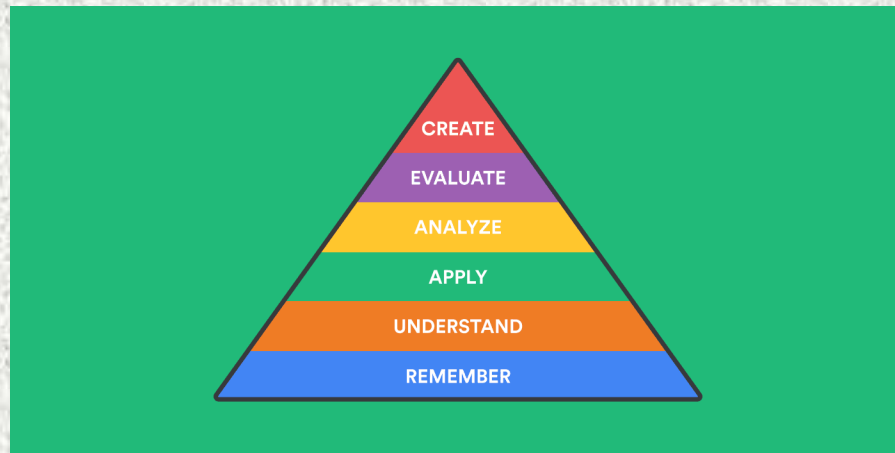 CREATE
EVALUATE
ANALYZE
APPLY
UNDERSTAND
REMEMBER